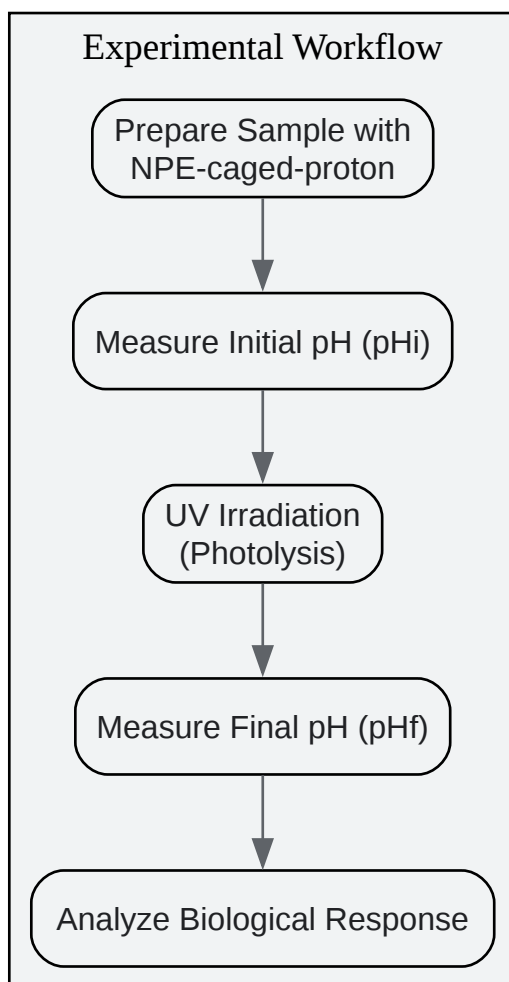 Experimental Workflow
Prepare Sample with
NPE-caged-proton
Measure Initial pH (pHi)
UV Irradiation
(Photolysis)
Measure Final pH (pHf)
Analyze Biological Response